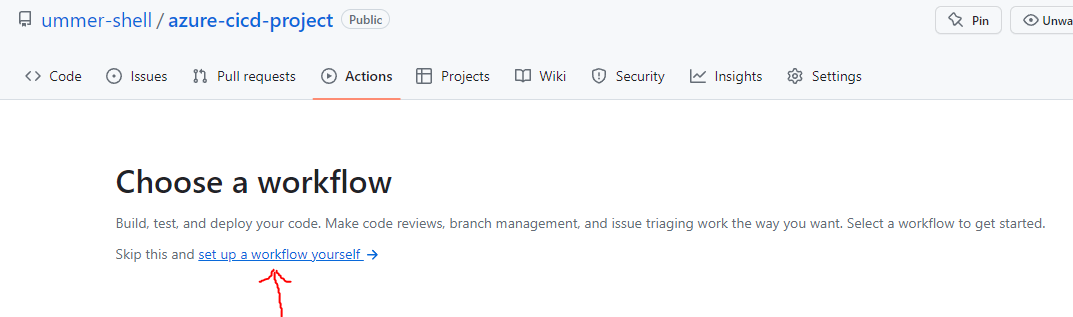 ummer-shell / azure-cicd-project Public Pin Unwa
Code Issues Pull requests Actions Projects Wiki Security Insights Settings
Choose a workflow
Build, test, and deploy your code. Make code reviews, branch management, and issue triaging work the way you want. Select a workflow to get started.
Skip this and set up a workflow yourself →